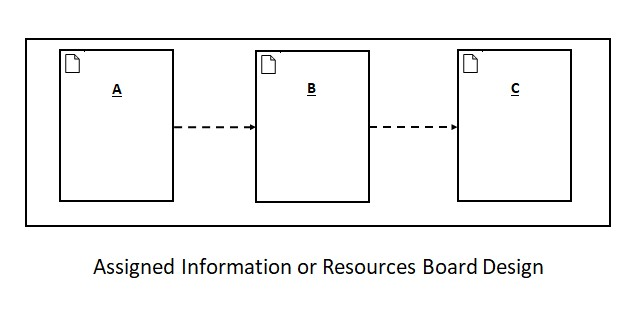 A B C
Assigned Information or Resources Board Design